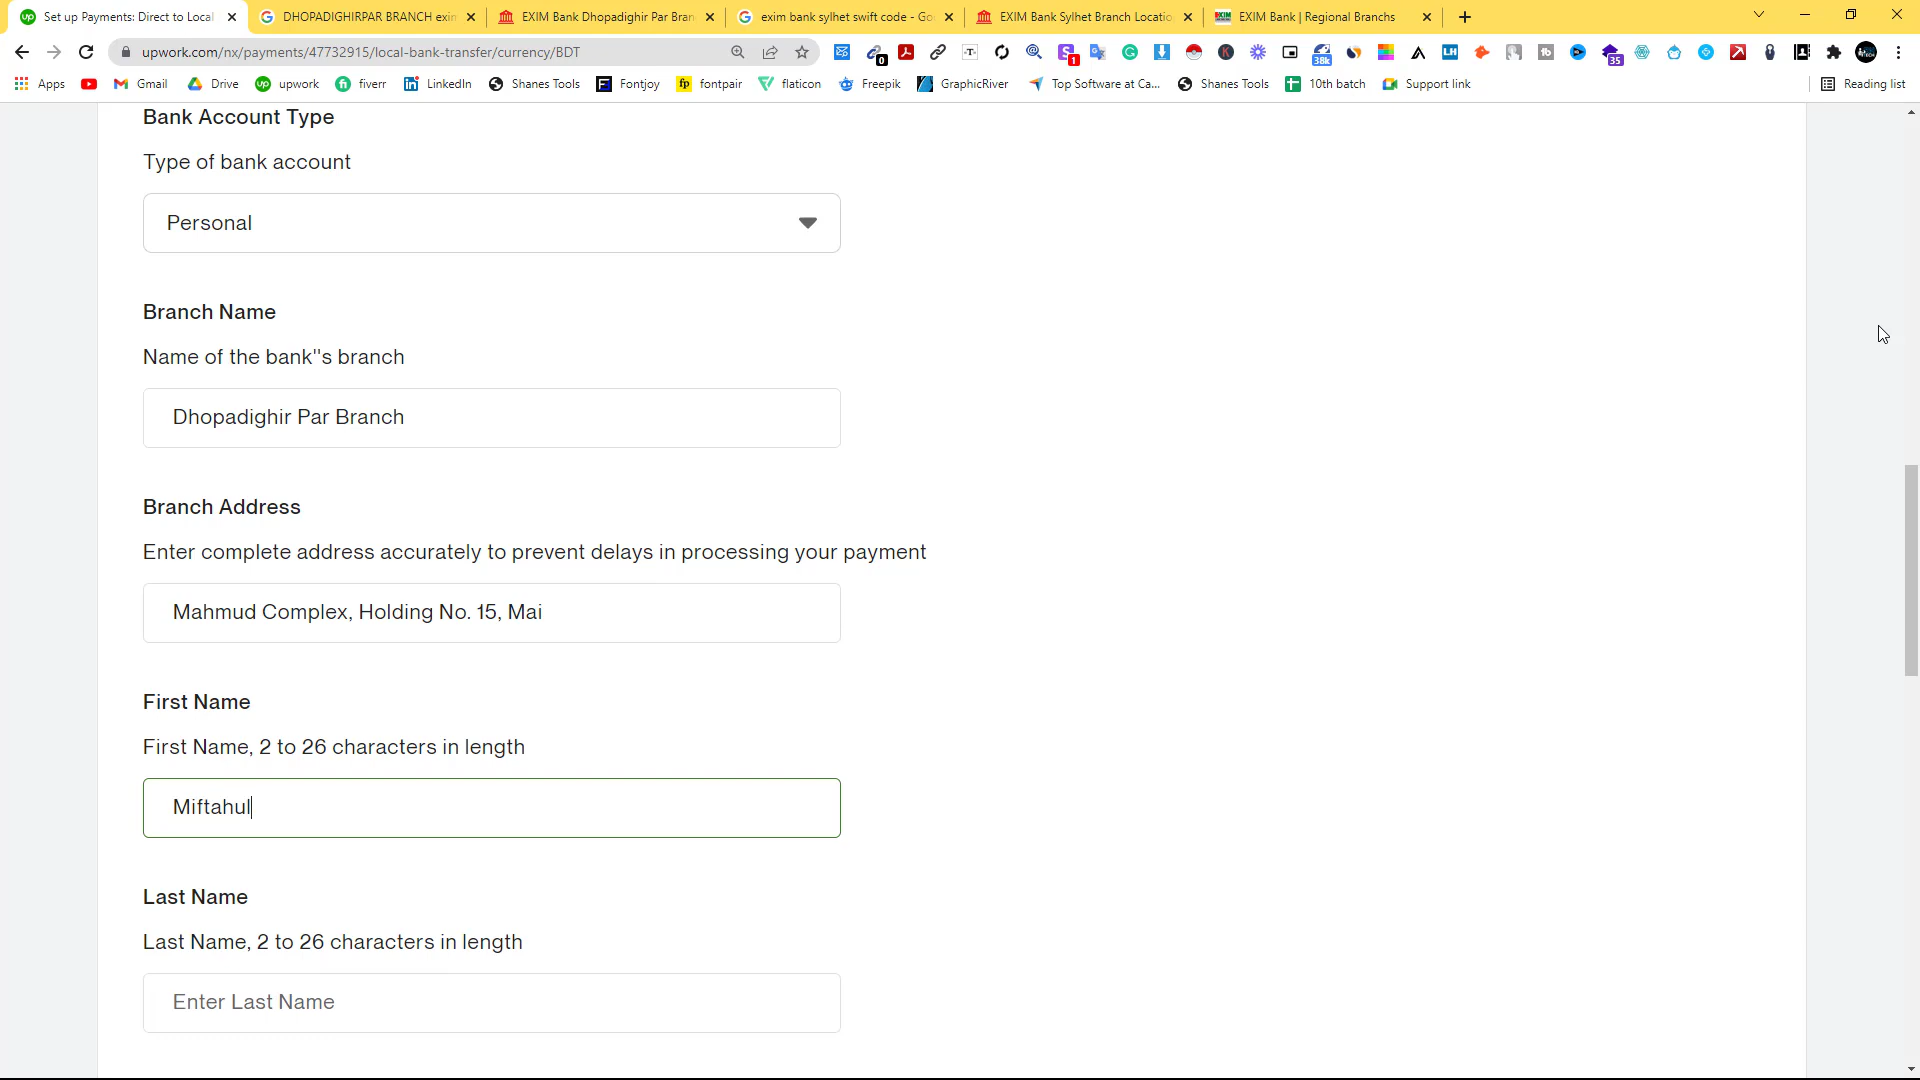 Set up Payments: Direct to Local
DHOPADIGHIRPAR BRANCH exim
EXIM Bank Dhopadighir Par Bran
exim bank sylhet swift code - Go
EXIM Bank Sylhet Branch Locatio
EXIM Bank | Regional Branchs
upwork.com/nx/payments/47732915/local-bank-transfer/currency/BDT
Apps
Gmail
Drive
upwork
fiverr
LinkedIn
Shanes Tools
Fontjoy
fontpair
flaticon
Freepik
GraphicRiver
Top Software at Ca...
Shanes Tools
10th batch
Support link
Reading list
Bank Account Type
Type of bank account
Personal
Branch Name
Name of the bank"s branch
Dhopadighir Par Branch
Branch Address
Enter complete address accurately to prevent delays in processing your payment
Mahmud Complex, Holding No. 15, Mai
First Name
First Name, 2 to 26 characters in length
Miftahul
Last Name
Last Name, 2 to 26 characters in length
Enter Last Name